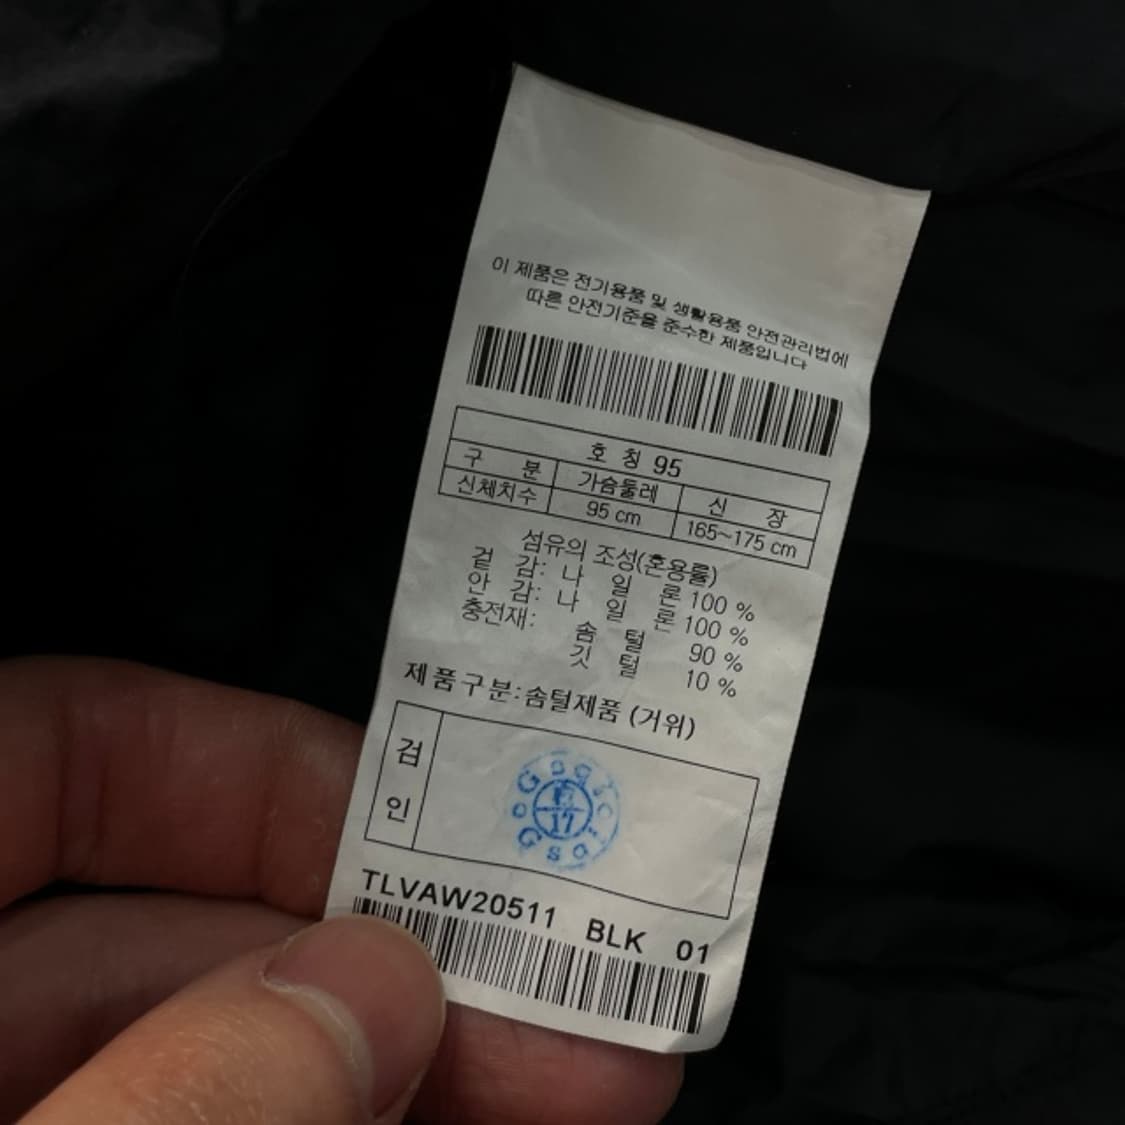 이 제품은 전기용품 및 생활용품 안전관리법에
따른 안전기준을 준수한 제품입니다
호 칭 95
구 분 가슴둘레 신 장
신체치수 95 cm 165~175 cm
섬유의 조성(혼용률)
겉 감: 나 일 론 100 %
안 감: 나 일 론 100 %
충전재: 솜 털 90 %
깃 털 10 %
제품구분:솜털제품 (거위)
검
인
17
TLVAW20511 BLK 01